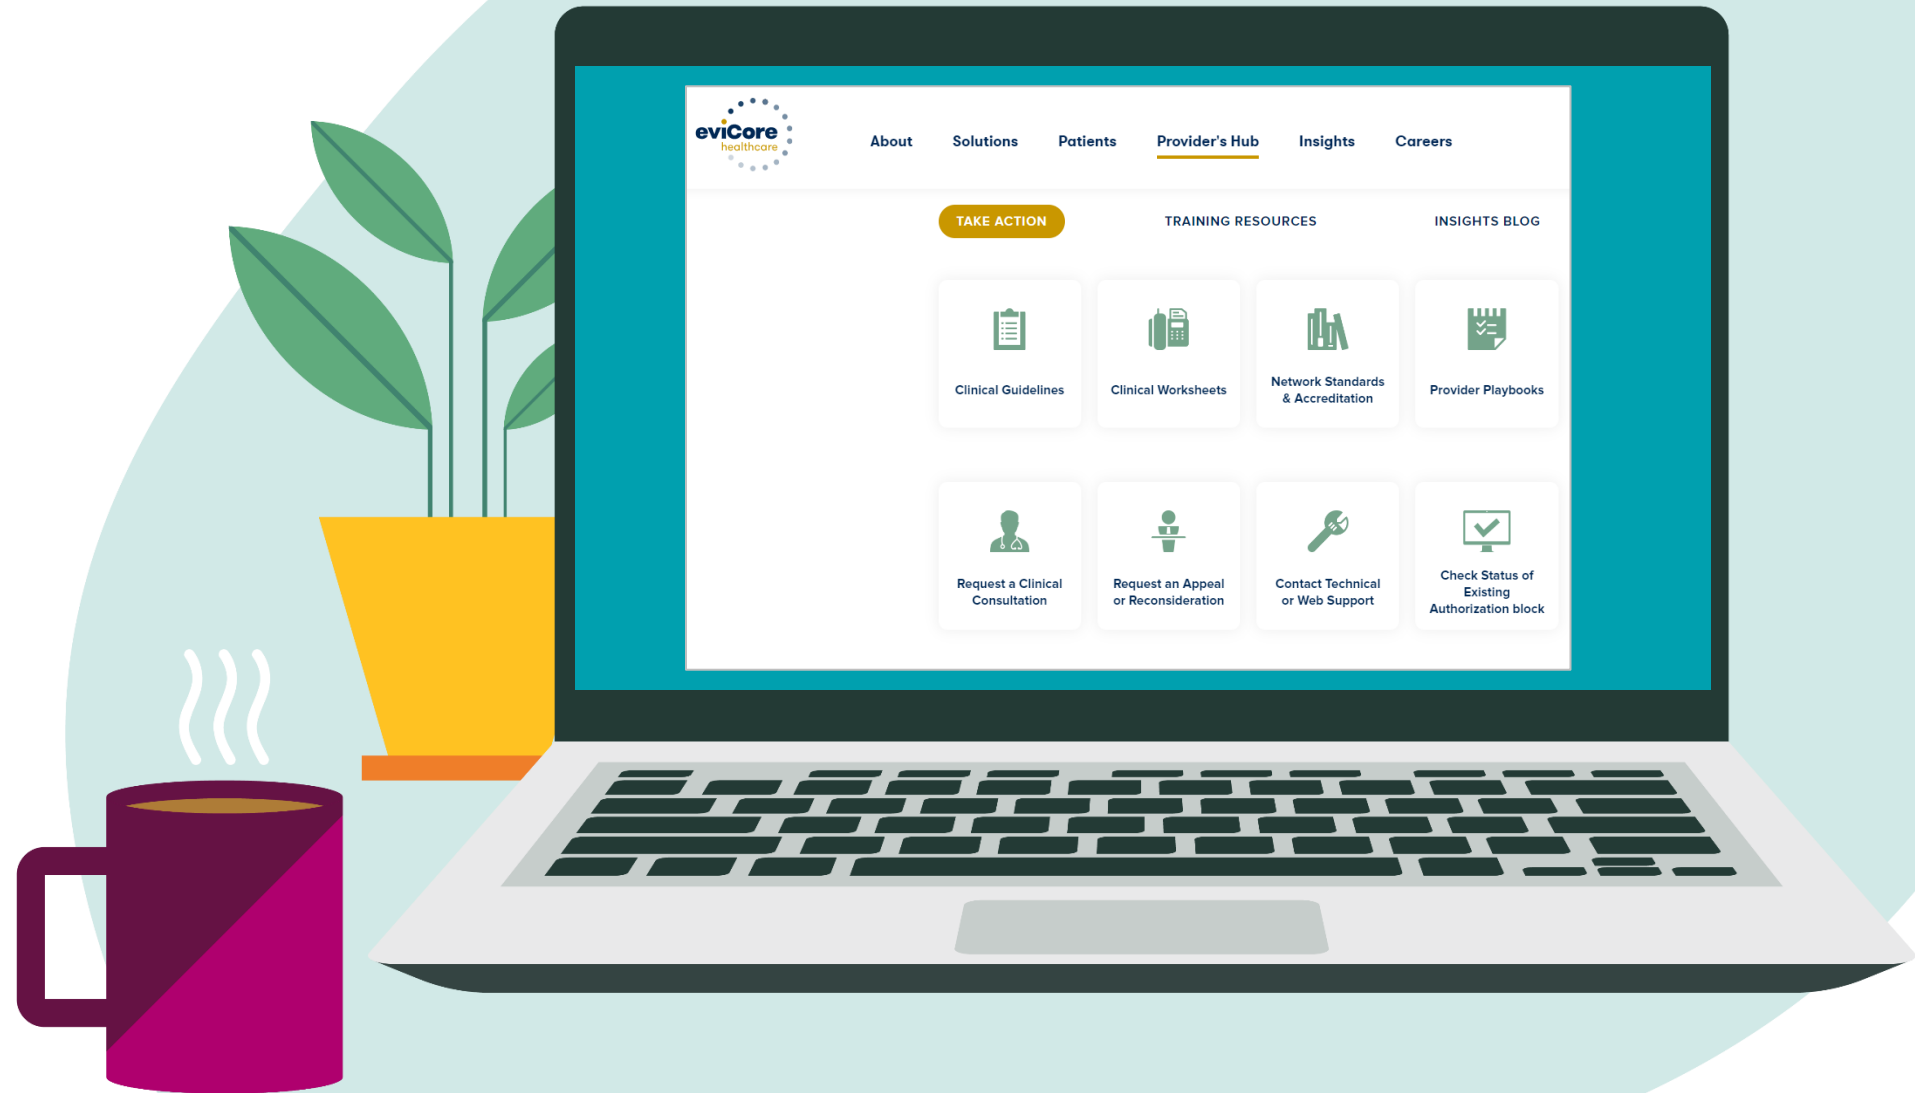 eviCore
healthcare
About Solutions Patients Provider's Hub Insights Careers
TAKE ACTION TRAINING RESOURCES INSIGHTS BLOG
Clinical Guidelines
Clinical Worksheets
Network Standards
& Accreditation
Provider Playbooks
Request a Clinical
Consultation
Request an Appeal
or Reconsideration
Contact Technical
or Web Support
Check Status of
Existing
Authorization block